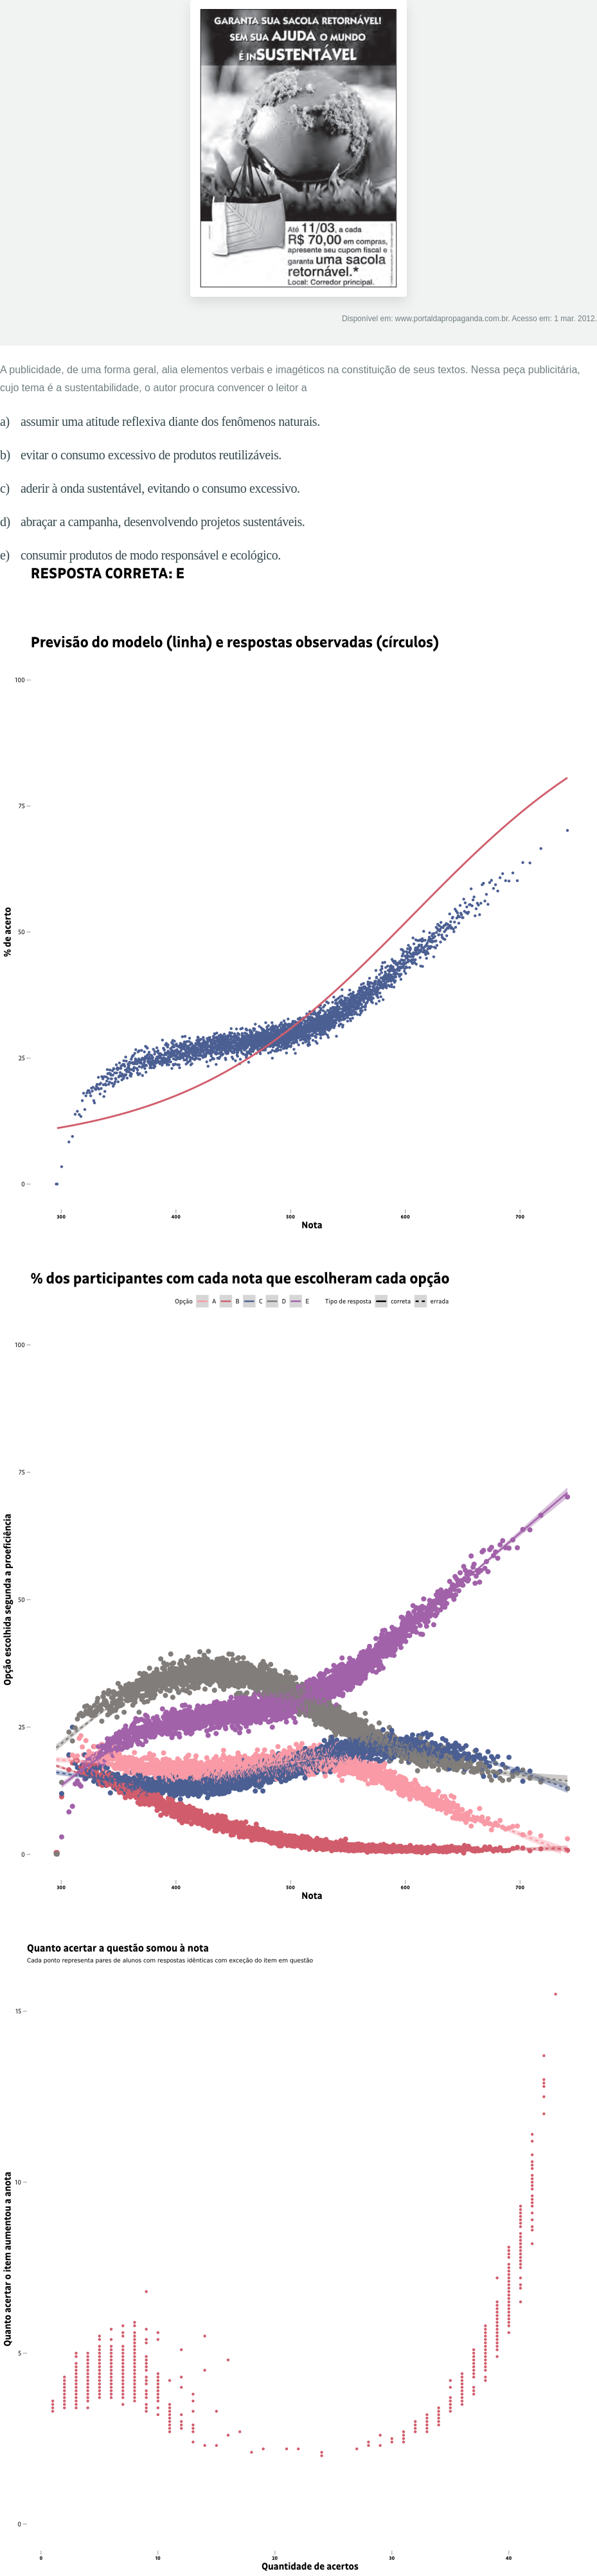 GARANTA SUA SACOLA RETORNÁVEL!
SEM SUA AJUDA O MUNDO
É INSUSTENTÁVEL
Até 11/03, a cada
R$ 70,00 em compras,
apresente seu cupom fiscal e
garanta uma sacola
retornável.*
Local: Corredor principal.
Disponível em: www.portaldapropaganda.com.br. Acesso em: 1 mar. 2012.
A publicidade, de uma forma geral, alia elementos verbais e imagéticos na constituição de seus textos. Nessa peça publicitária,
cujo tema é a sustentabilidade, o autor procura convencer o leitor a
a) assumir uma atitude reflexiva diante dos fenômenos naturais.
b) evitar o consumo excessivo de produtos reutilizáveis.
c) aderir à onda sustentável, evitando o consumo excessivo.
d) abraçar a campanha, desenvolvendo projetos sustentáveis.
e) consumir produtos de modo responsável e ecológico.
RESPOSTA CORRETA: E
Previsão do modelo (linha) e respostas observadas (círculos)
100
75
50
25
0
% de acerto
300 400 500 600 700
Nota
% dos participantes com cada nota que escolheram cada opção
Opção A B C D E Tipo de resposta correta errada
100
75
50
25
0
Opção escolhida segunda a proeficiência
300 400 500 600 700
Nota
Quanto acertar a questão somou à nota
Cada ponto representa pares de alunos com respostas idênticas com exceção do item em questão
15
10
5
0
Quanto acertar o item aumentou a anota
0 10 20 30 40
Quantidade de acertos